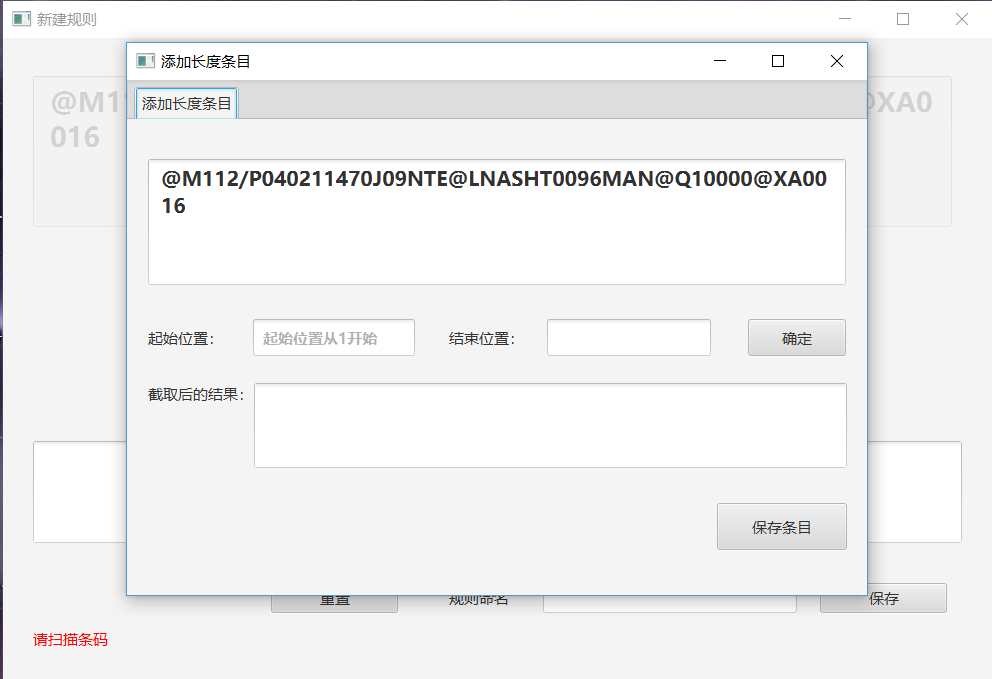 新建规则
添加长度条目
添加长度条目
@M11
@XA0
016
@M112/P040211470J09NTE@LNASHT0096MAN@Q10000@XA00
16
起始位置：
起始位置从1开始
结束位置：
确定
截取后的结果：
保存条目
重置
规则命名
保存
请扫描条码